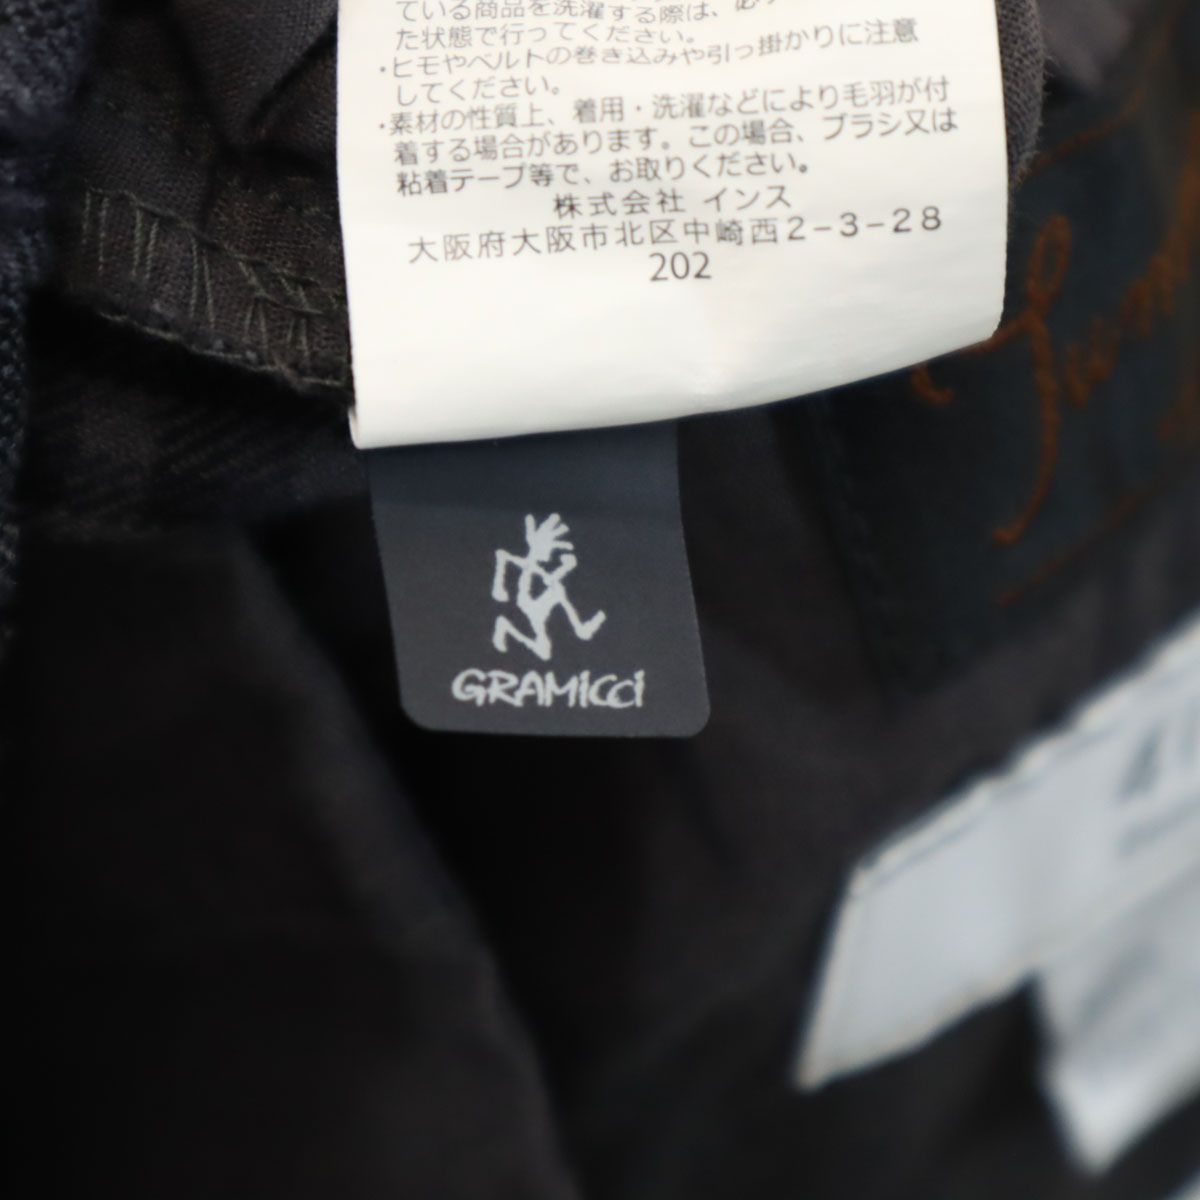 ている商品を洗濯する際は、必
た状態で行ってください。
・ヒモやベルトの巻き込みや引っ掛かりに注意
してください。
・素材の性質上、着用・洗濯などにより毛羽が付
着する場合があります。この場合、ブラシ又は
粘着テープ等で、お取りください。
株式会社 インス
大阪府大阪市北区中崎西2-3-28
202
GRAMICCI